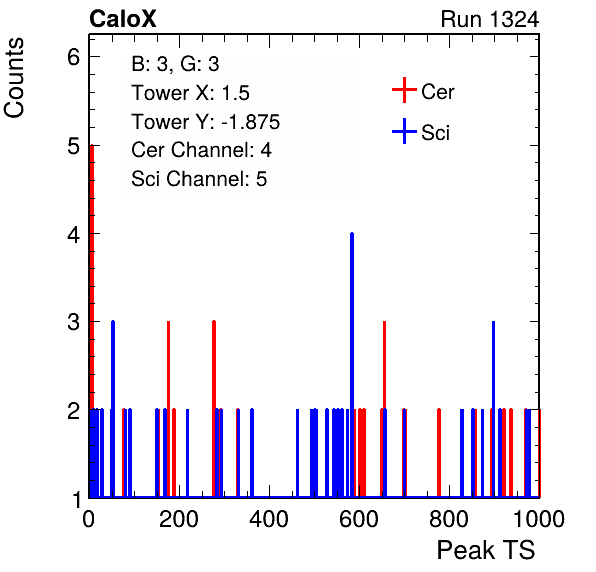 CaloX Run 1324
Counts
B: 3, G: 3
Tower X: 1.5
Tower Y: -1.875
Cer Channel: 4
Sci Channel: 5
Cer
Sci
6
5
4
3
2
1
0 200 400 600 800 1000
Peak TS